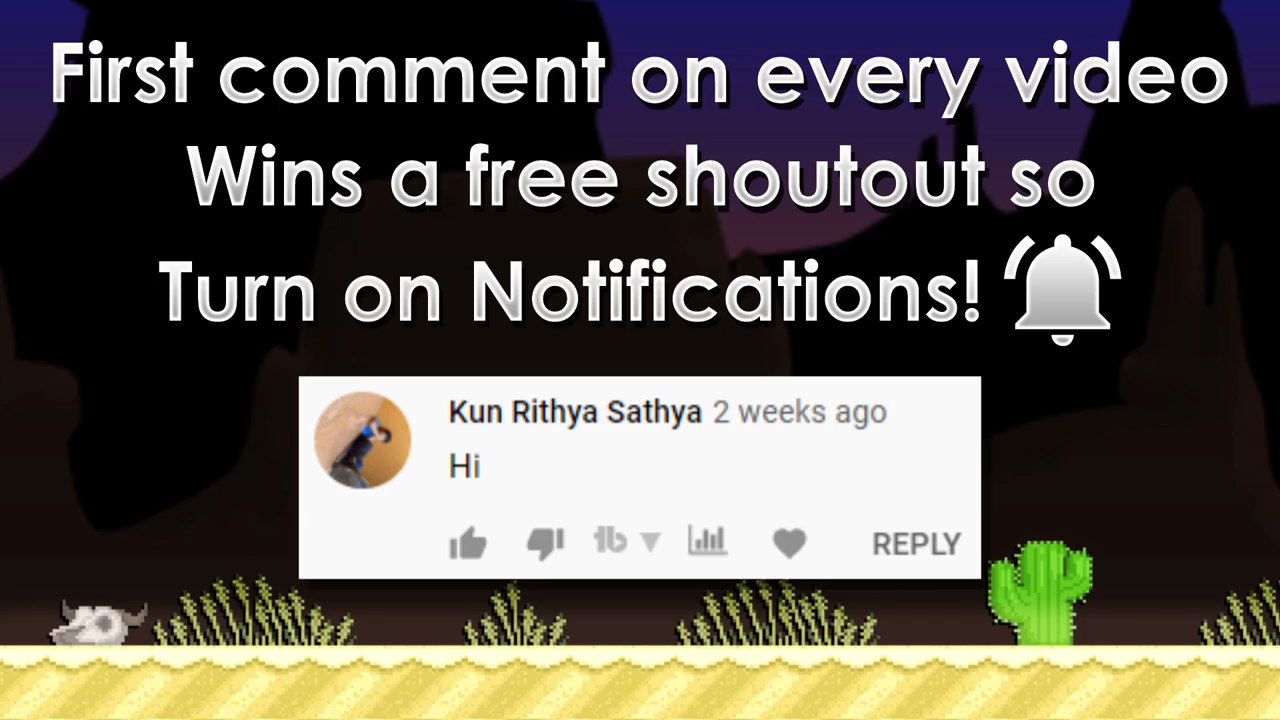 First comment on every video
Wins a free shoutout so
Turn on Notifications!
Kun Rithya Sathya 2 weeks ago
Hi
REPLY